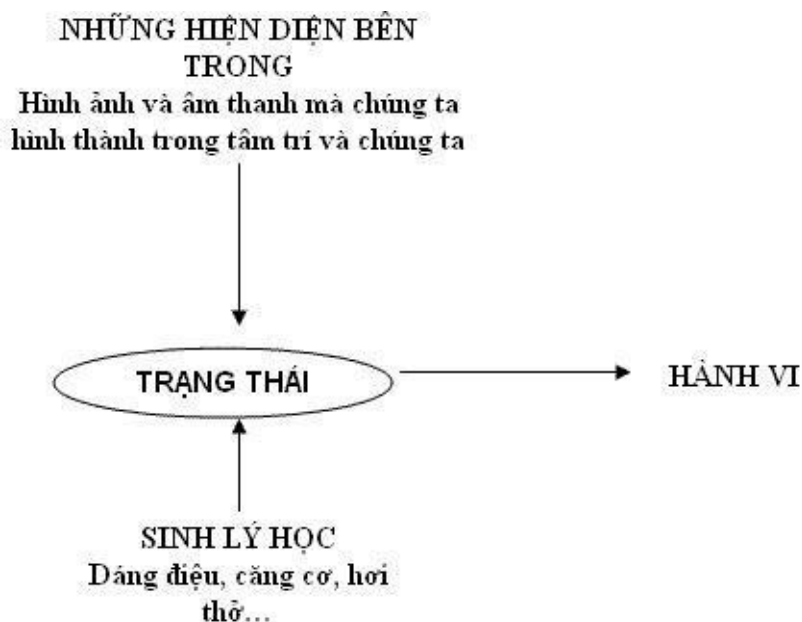 NHỮNG HIỆN DIỆN BÊN
TRONG
Hình ảnh và âm thanh mà chúng ta
hình thành trong tâm trí và chúng ta
TRẠNG THÁI
HÀNH VI
SINH LÝ HỌC
Dáng điệu, căng cơ, hơi
thở...